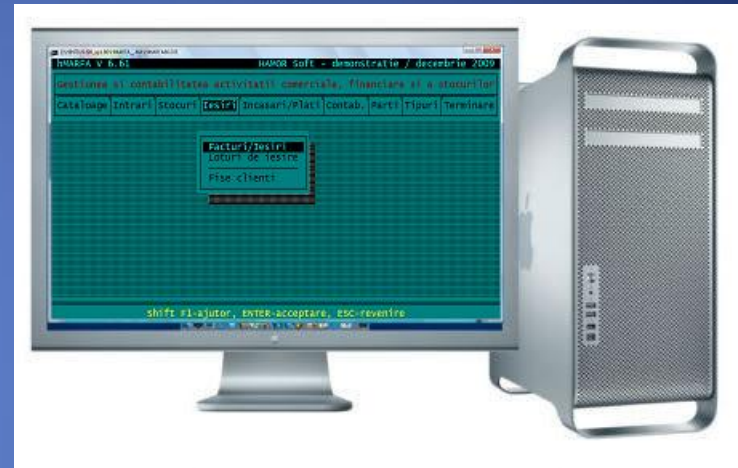 hMARFA V 6.61 HAMOR Soft - demonstratie / decembrie 2009
Gestiunea si contabilitatea activitatii comerciale, financiare si a stocurilor
Cataloage Intrari Stocuri Iesiri Incasari/Plati Contab. Parti Tipuri Terminare
Facturi/Iesiri
Loturi de iesire
Fise clienti
Shift F1-ajutor, ENTER-acceptare, ESC-revenire